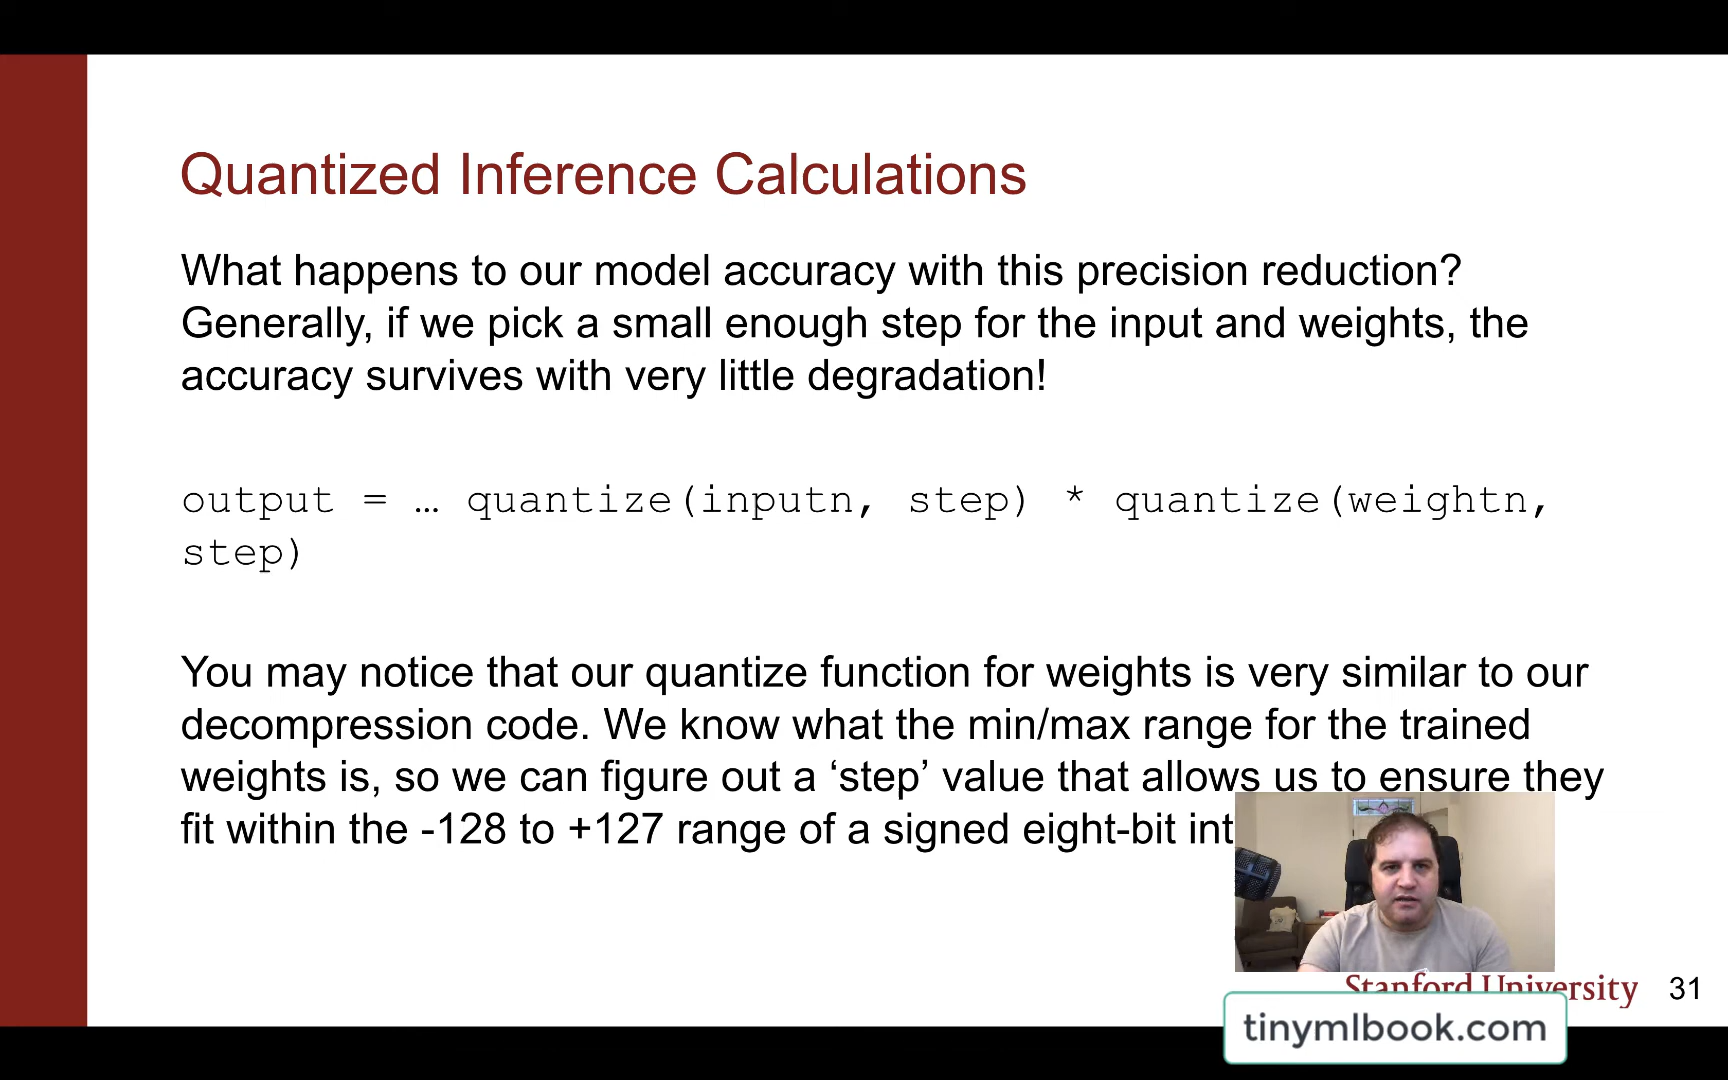 Quantized Inference Calculations
What happens to our model accuracy with this precision reduction?
Generally, if we pick a small enough step for the input and weights, the
accuracy survives with very little degradation!
output = … quantize(inputn, step) * quantize(weightn,
step)
You may notice that our quantize function for weights is very similar to our
decompression code. We know what the min/max range for the trained
weights is, so we can figure out a ‘step’ value that allows us to ensure they
fit within the -128 to +127 range of a signed eight-bit int
Stanford University 31
tinymlbook.com